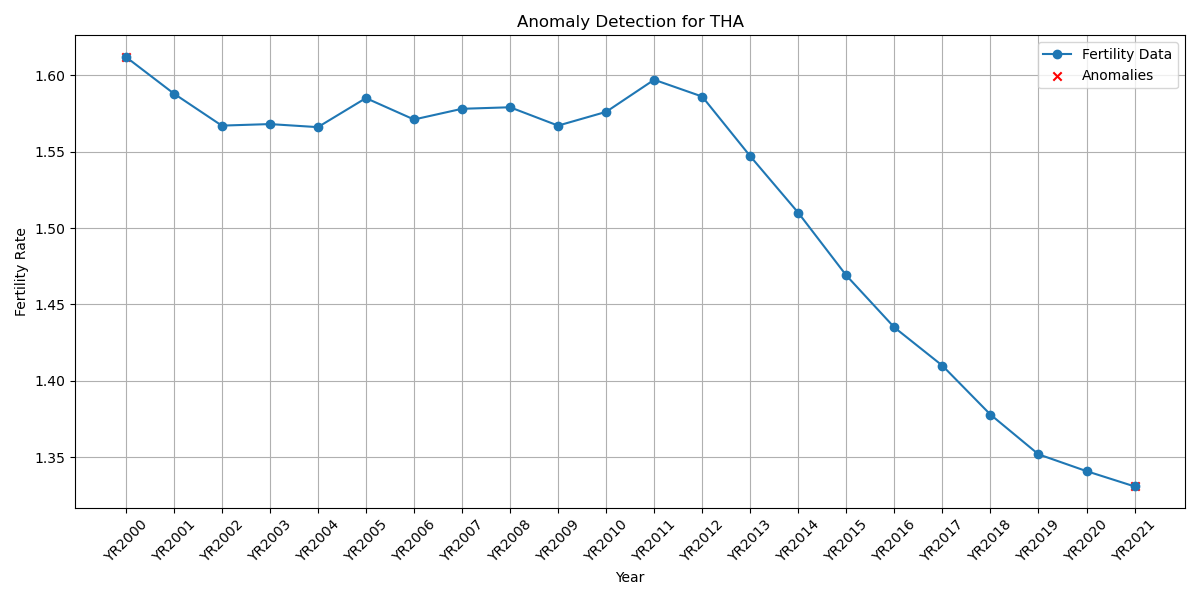 Anomaly Detection for THA
Fertility Data
Anomalies
1.60
1.55
1.50
1.45
1.40
1.35
Fertility Rate
YR2000
YR2001
YR2002
YR2003
YR2004
YR2005
YR2006
YR2007
YR2008
YR2009
YR2010
YR2011
YR2012
YR2013
YR2014
YR2015
YR2016
YR2017
YR2018
YR2019
YR2020
YR2021
Year